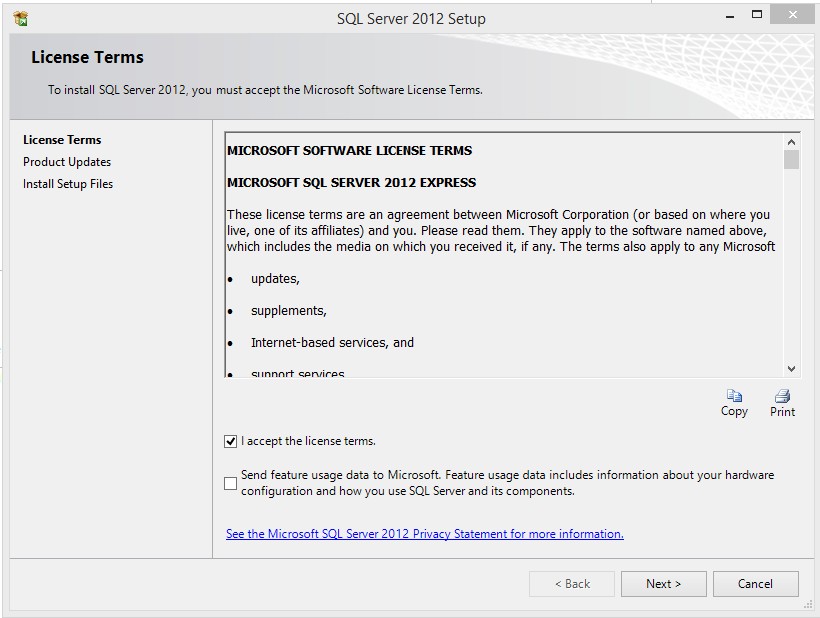 SQL Server 2012 Setup
License Terms
To install SQL Server 2012, you must accept the Microsoft Software License Terms.
License Terms
Product Updates
Install Setup Files
MICROSOFT SOFTWARE LICENSE TERMS
MICROSOFT SQL SERVER 2012 EXPRESS
These license terms are an agreement between Microsoft Corporation (or based on where you
live, one of its affiliates) and you. Please read them. They apply to the software named above,
which includes the media on which you received it, if any. The terms also apply to any Microsoft
• updates,
• supplements,
• Internet-based services, and
• support services
Copy
Print
I accept the license terms.
Send feature usage data to Microsoft. Feature usage data includes information about your hardware
configuration and how you use SQL Server and its components.
See the Microsoft SQL Server 2012 Privacy Statement for more information.
< Back
Next >
Cancel